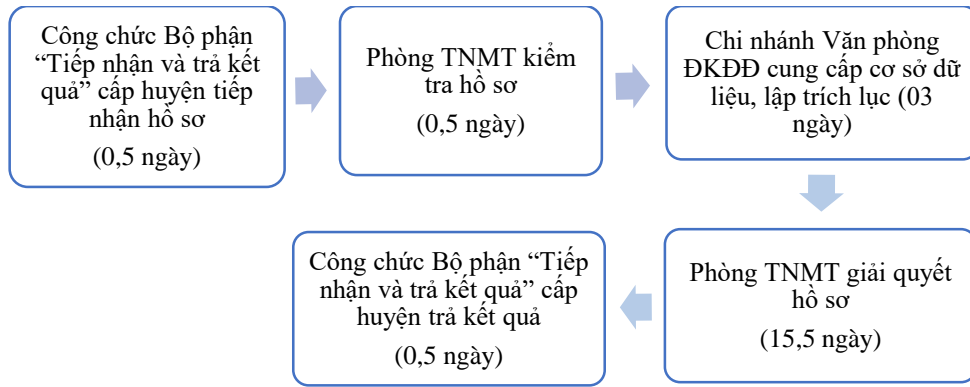 Công chức Bộ phận
“Tiếp nhận và trả kết
quả” cấp huyện tiếp
nhận hồ sơ
(0,5 ngày)
Phòng TNMT kiểm
tra hồ sơ
(0,5 ngày)
Chi nhánh Văn phòng
ĐKĐĐ cung cấp cơ sở dữ
liệu, lập trích lục (03
ngày)
Phòng TNMT giải quyết
hồ sơ
(15,5 ngày)
Công chức Bộ phận “Tiếp
nhận và trả kết quả” cấp
huyện trả kết quả
(0,5 ngày)